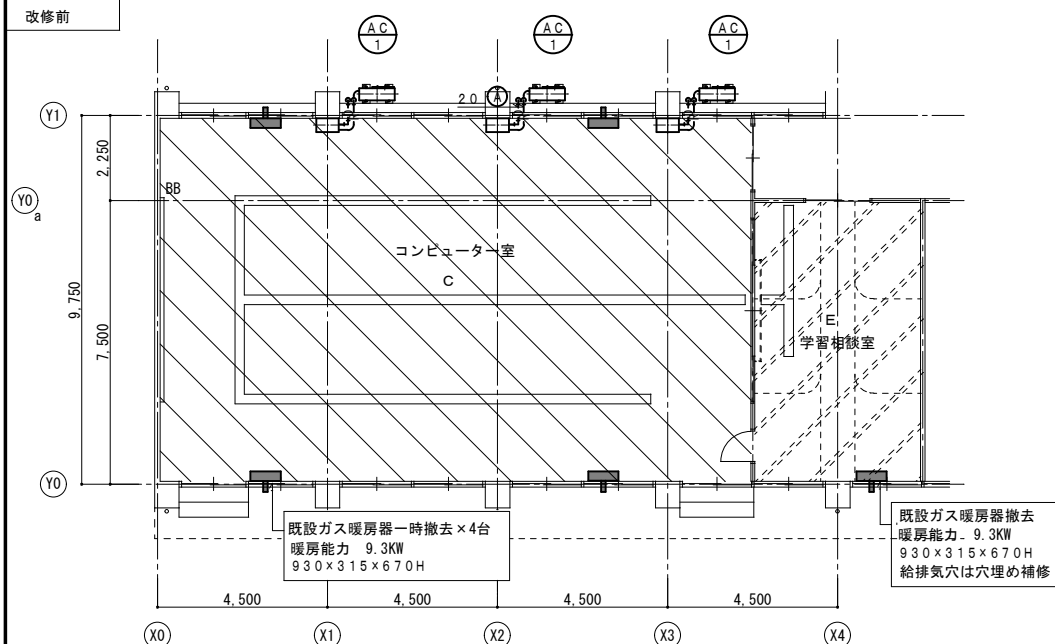 改修前
AC
1
AC
1
AC
1
20
A
Y1
2,250
Y0
a
BB
コンピューター室
C
9,750
7,500
E
学習相談室
Y0
既設ガス暖房器一時撤去×4台
暖房能力 9.3KW
930×315×670H
既設ガス暖房器撤去
暖房能力 9.3KW
930×315×670H
給排気穴は穴埋め補修
4,500
4,500
4,500
4,500
X0
X1
X2
X3
X4